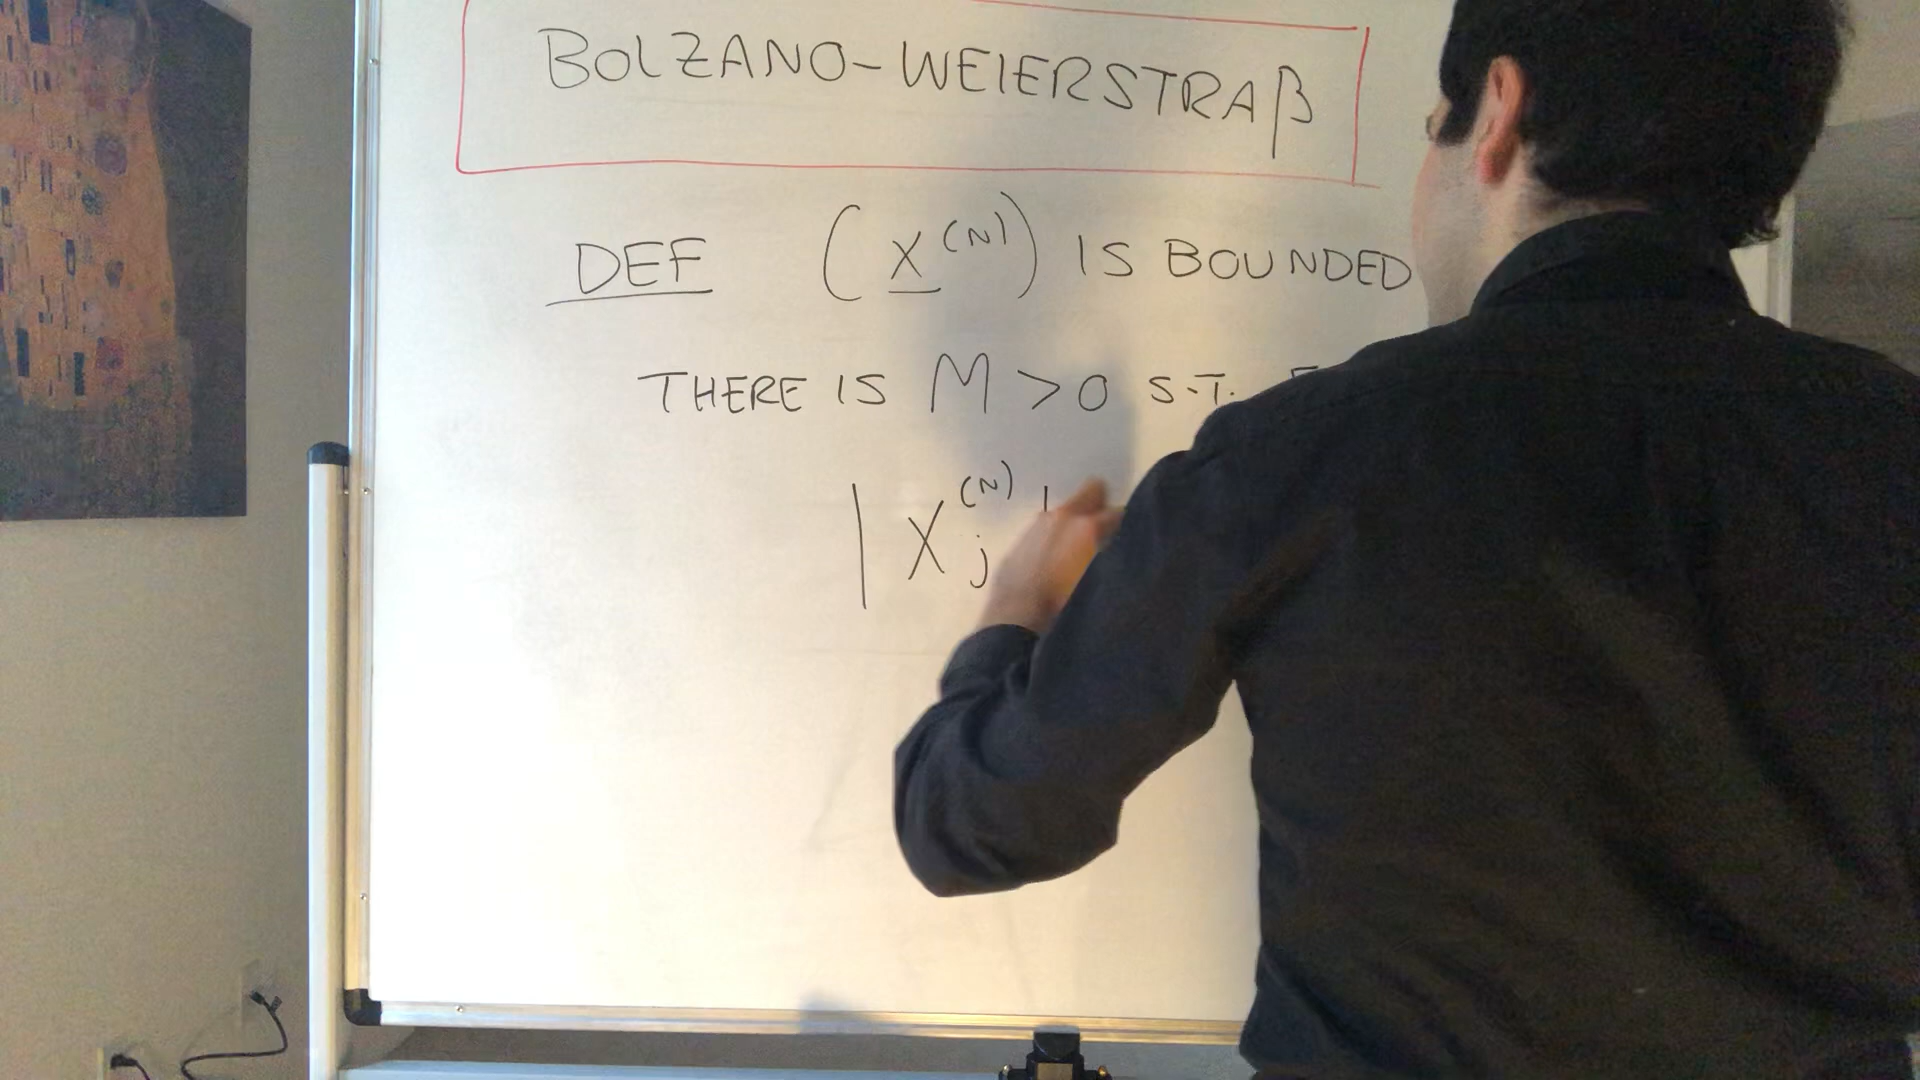 BOLZANO-WEIERSTRAß
DEF (x^(N)) IS BOUNDED
THERE IS M > 0 S.T.
|x_j^(N)|